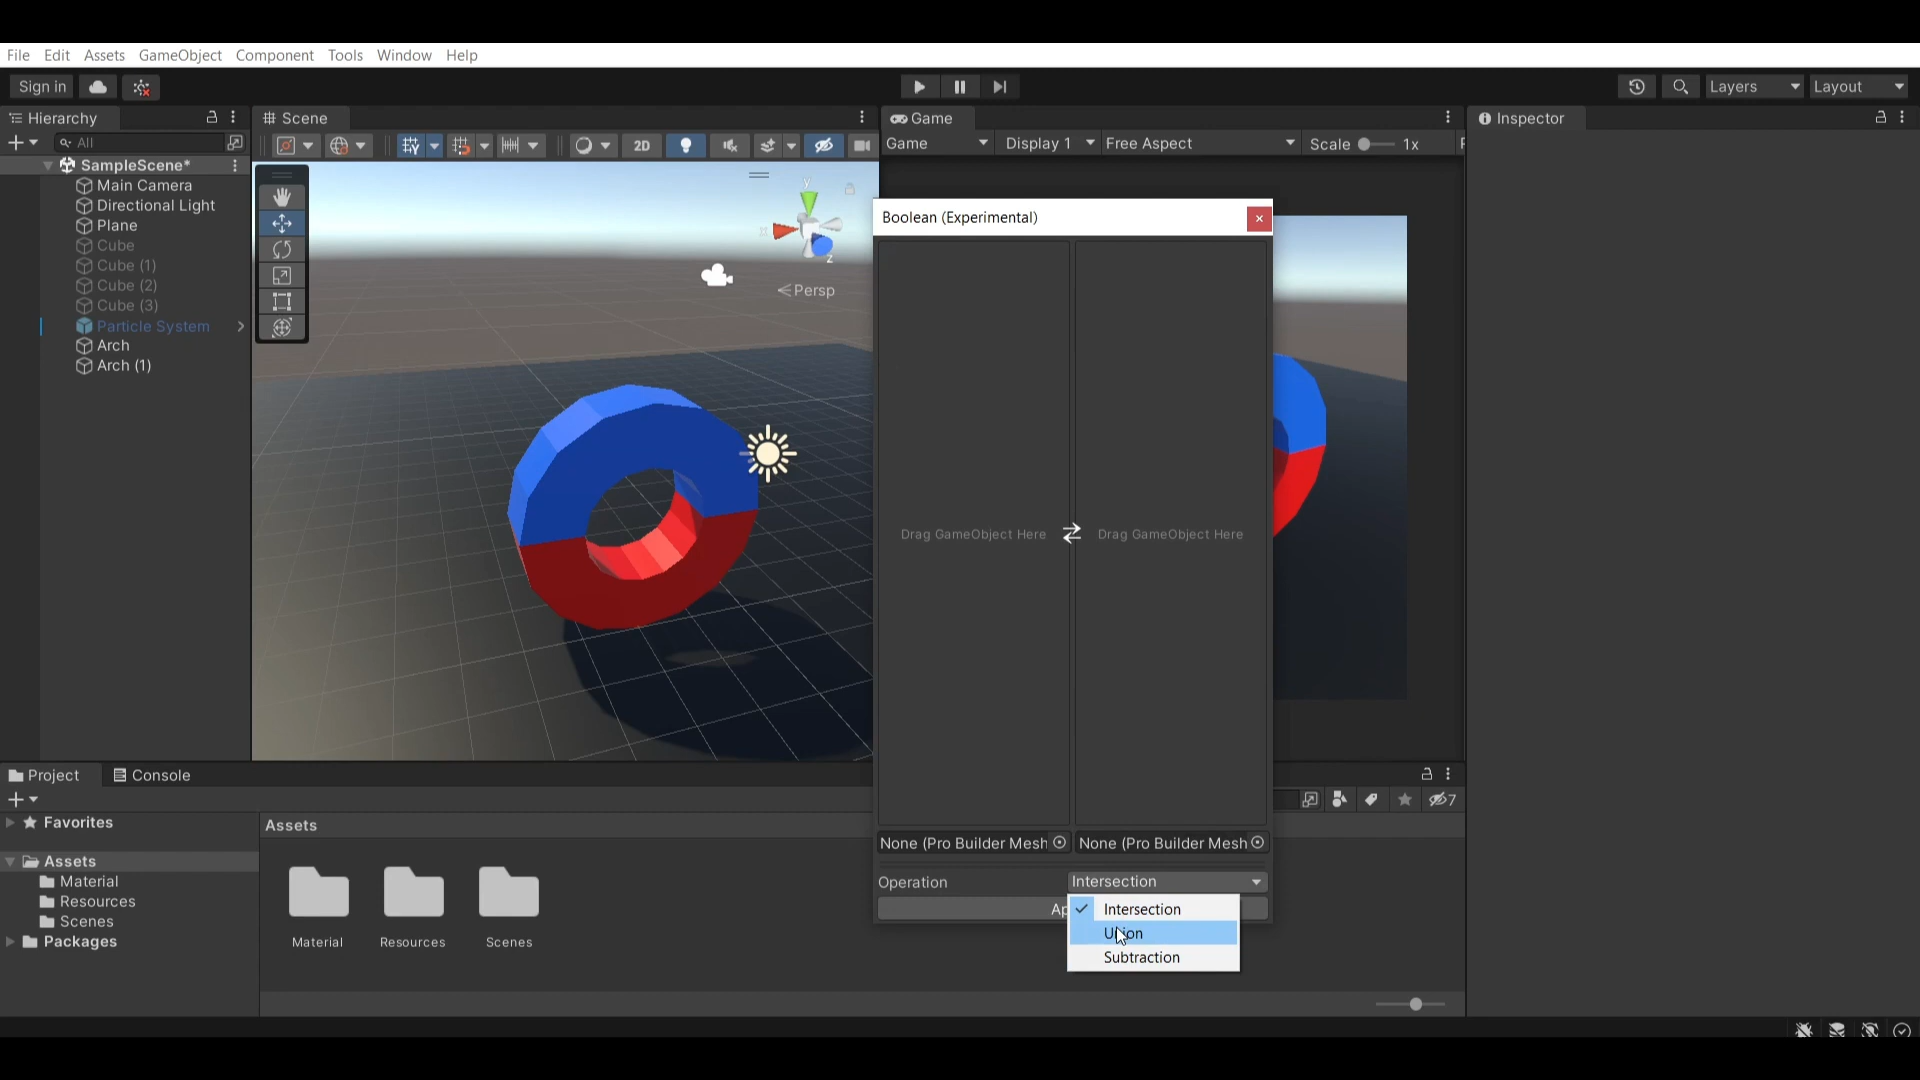 File Edit Assets GameObject Component Tools Window Help
Sign in
Layers
Layout
Hierarchy
All
SampleScene*
Main Camera
Directional Light
Plane
Cube
Cube (1)
Cube (2)
Cube (3)
Particle System
Arch
Arch (1)
Scene
2D
y
x
z
Persp
Game
Game
Display 1
Free Aspect
Scale
1x
Inspector
Boolean (Experimental)
Drag GameObject Here
Drag GameObject Here
None (Pro Builder Mesh
None (Pro Builder Mesh
Operation
Intersection
Ap
Intersection
Union
Subtraction
Project
Console
7
Favorites
Assets
Material
Resources
Scenes
Packages
Assets
Material
Resources
Scenes